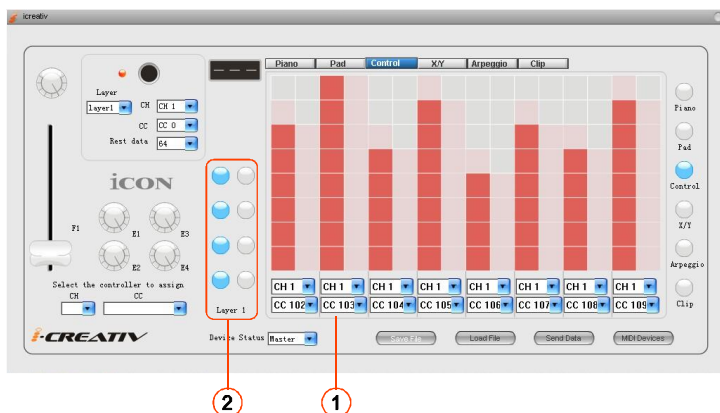 icreativ
Piano Pad Control X/Y Arpeggio Clip
Layer
layer1 CH CH 1
CC CC 0
Rest data 64
iCON
F1 E1 E3
E2 E4
Select the controller to assign
CH CC
i-CREATIV
Layer 1
CH 1 CH 1 CH 1 CH 1 CH 1 CH 1 CH 1 CH 1
CC 102 CC 103 CC 104 CC 105 CC 106 CC 107 CC 108 CC 109
Piano
Pad
Control
X/Y
Arpeggio
Clip
Device Status Master Save File Load File Send Data MIDI Devices
2 1